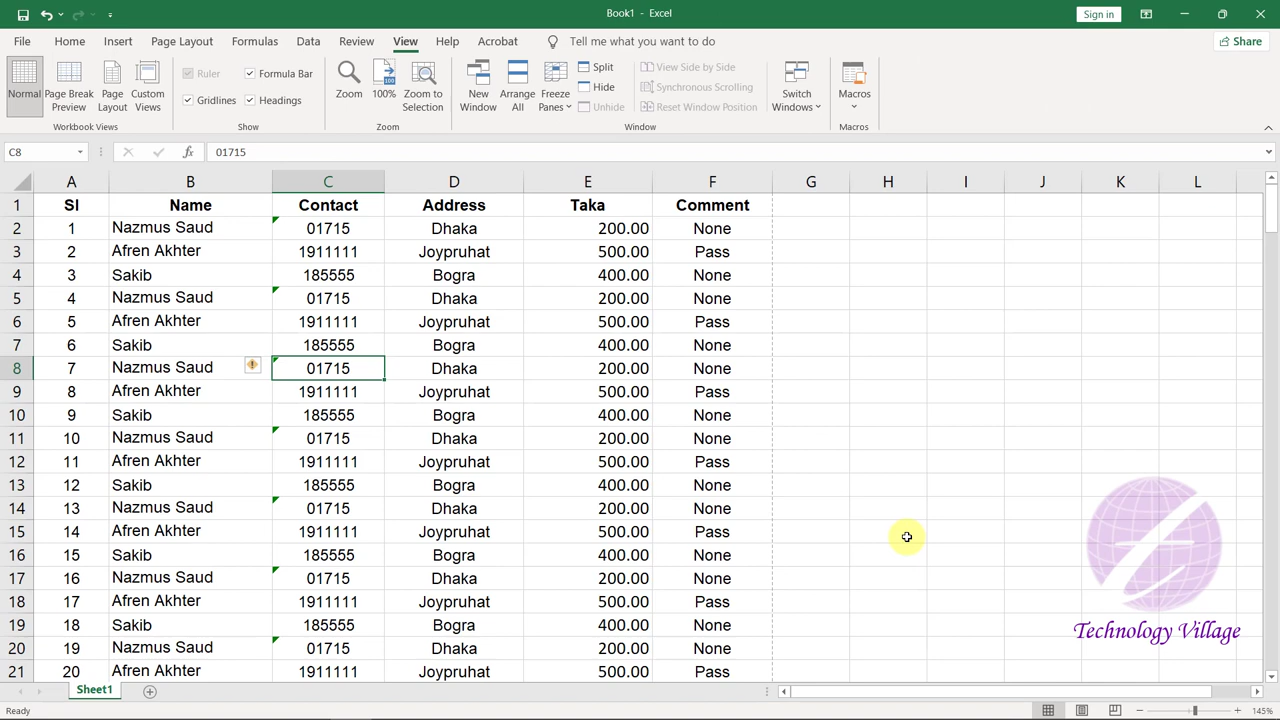 Book1 - Excel
Sign in
File Home Insert Page Layout Formulas Data Review View Help Acrobat Tell me what you want to do Share
Normal
Page Break Preview
Page Layout
Custom Views
Workbook Views
Ruler
Formula Bar
Gridlines
Headings
Show
Zoom
100%
Zoom to Selection
Zoom
New Window
Arrange All
Freeze Panes
Split
Hide
Unhide
View Side by Side
Synchronous Scrolling
Reset Window Position
Window
Switch Windows
Macros
Macros
C8 fx 01715
A B C D E F G H I J K L
1 Sl Name Contact Address Taka Comment
2 1 Nazmus Saud 01715 Dhaka 200.00 None
3 2 Afren Akhter 1911111 Joypruhat 500.00 Pass
4 3 Sakib 185555 Bogra 400.00 None
5 4 Nazmus Saud 01715 Dhaka 200.00 None
6 5 Afren Akhter 1911111 Joypruhat 500.00 Pass
7 6 Sakib 185555 Bogra 400.00 None
8 7 Nazmus Saud 01715 Dhaka 200.00 None
9 8 Afren Akhter 1911111 Joypruhat 500.00 Pass
10 9 Sakib 185555 Bogra 400.00 None
11 10 Nazmus Saud 01715 Dhaka 200.00 None
12 11 Afren Akhter 1911111 Joypruhat 500.00 Pass
13 12 Sakib 185555 Bogra 400.00 None
14 13 Nazmus Saud 01715 Dhaka 200.00 None
15 14 Afren Akhter 1911111 Joypruhat 500.00 Pass
16 15 Sakib 185555 Bogra 400.00 None
17 16 Nazmus Saud 01715 Dhaka 200.00 None
18 17 Afren Akhter 1911111 Joypruhat 500.00 Pass
19 18 Sakib 185555 Bogra 400.00 None
20 19 Nazmus Saud 01715 Dhaka 200.00 None
21 20 Afren Akhter 1911111 Joypruhat 500.00 Pass
Technology Village
Sheet1
Ready
145%